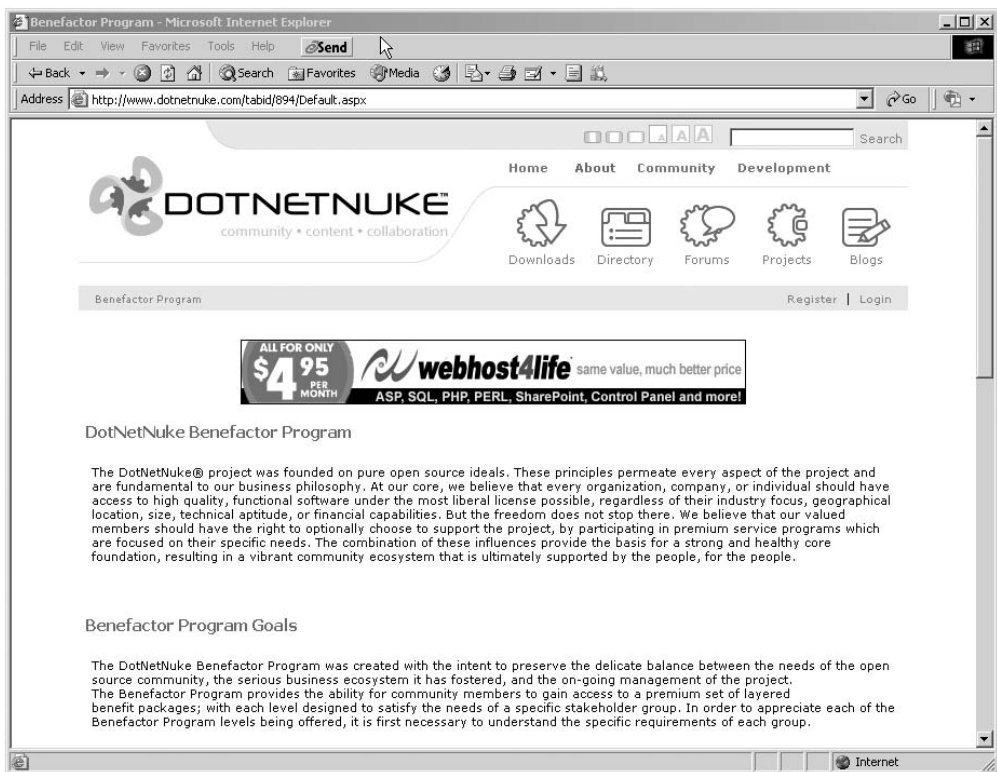 Benefactor Program - Microsoft Internet Explorer
File Edit View Favorites Tools Help Send
Back Search Favorites Media
Address http://www.dotnetnuke.com/tabid/894/Default.aspx Go
A A A Search
Home About Community Development
DOTNETNUKE™
community • content • collaboration
Downloads Directory Forums Projects Blogs
Benefactor Program Register | Login
ALL FOR ONLY
$4.95
PER
MONTH
webhost4life same value, much better price
ASP, SQL, PHP, PERL, SharePoint, Control Panel and more!
DotNetNuke Benefactor Program
The DotNetNuke® project was founded on pure open source ideals. These principles permeate every aspect of the project and
are fundamental to our business philosophy. At our core, we believe that every organization, company, or individual should have
access to high quality, functional software under the most liberal license possible, regardless of their industry focus, geographical
location, size, technical aptitude, or financial capabilities. But the freedom does not stop there. We believe that our valued
members should have the right to optionally choose to support the project, by participating in premium service programs which
are focused on their specific needs. The combination of these influences provide the basis for a strong and healthy core
foundation, resulting in a vibrant community ecosystem that is ultimately supported by the people, for the people.
Benefactor Program Goals
The DotNetNuke Benefactor Program was created with the intent to preserve the delicate balance between the needs of the open
source community, the serious business ecosystem it has fostered, and the on-going management of the project.
The Benefactor Program provides the ability for community members to gain access to a premium set of layered
benefit packages; with each level designed to satisfy the needs of a specific stakeholder group. In order to appreciate each of the
Benefactor Program levels being offered, it is first necessary to understand the specific requirements of each group.
Internet